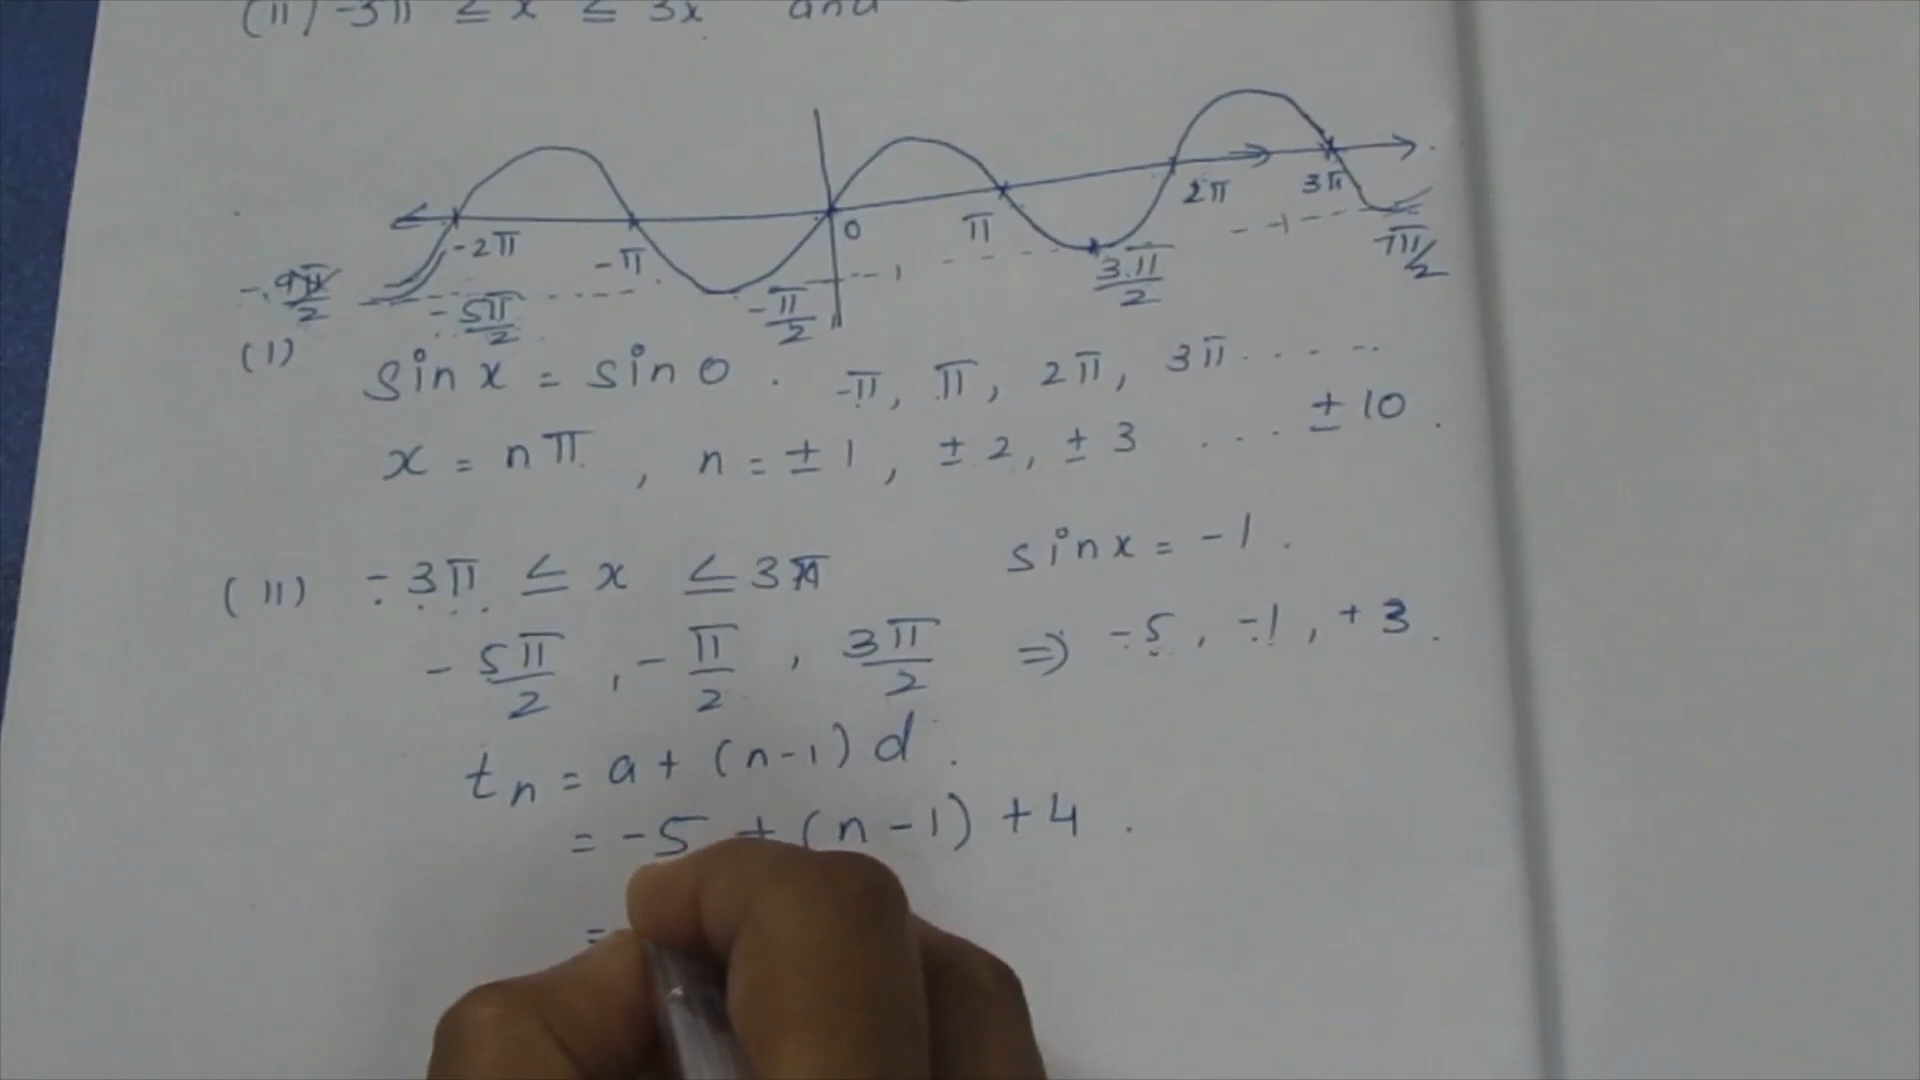 (II) -3π ≤ x ≤ 3x and
-2π -π 0 π 2π 3π
-5π/2 -π/2 -1 3π/2 -1 7π/2
(I)
sin x = sin 0 . -π, π, 2π, 3π . . . . .
x = nπ , n = ± 1 , ± 2, ± 3 . . . ± 10 .
(II) -3π ≤ x ≤ 3π sin x = -1 .
-5π/2 , -π/2 , 3π/2 ⇒ -5 , -1 , +3 .
tn = a + (n-1) d .
= -5 + (n-1) +4 .
=